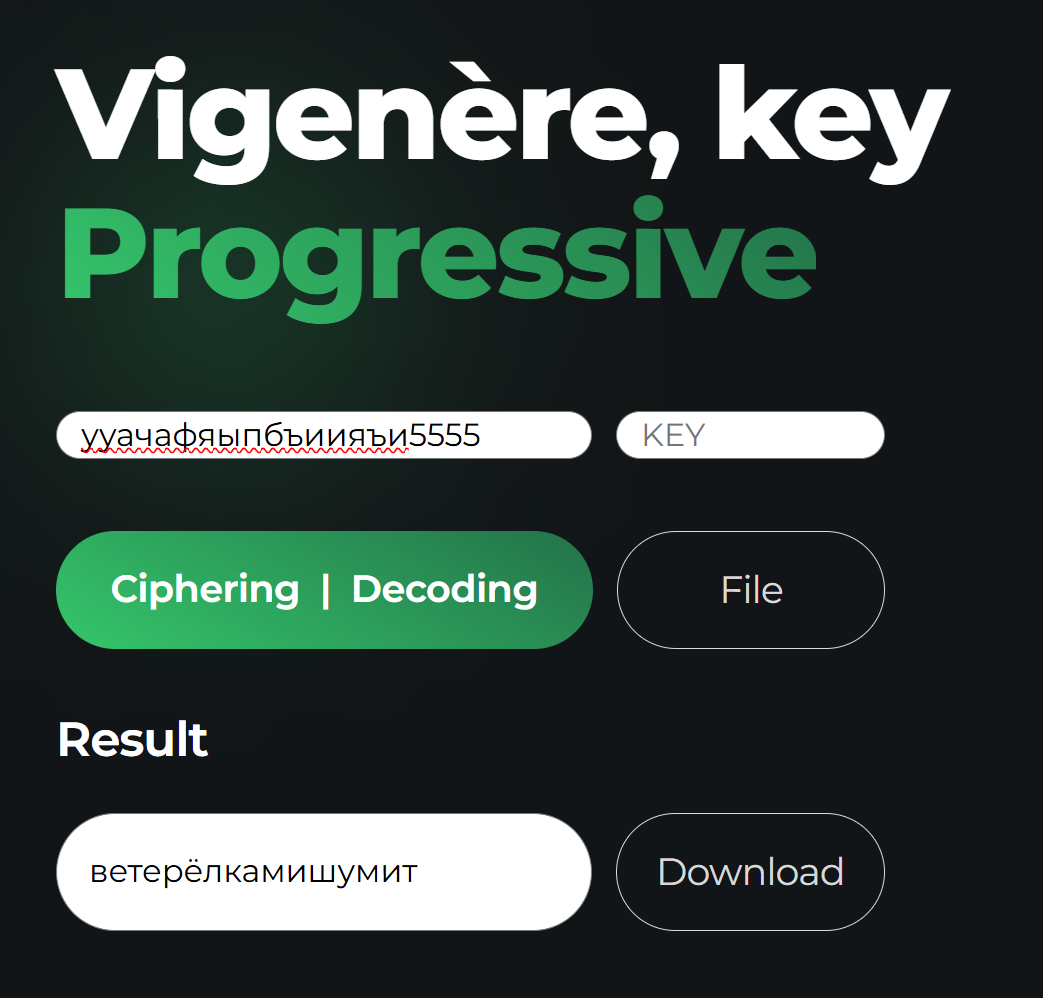 Vigenère, key
Progressive
ууачафяыпбъиияъи5555 KEY
Ciphering | Decoding File
Result
ветерёлкамишумит Download